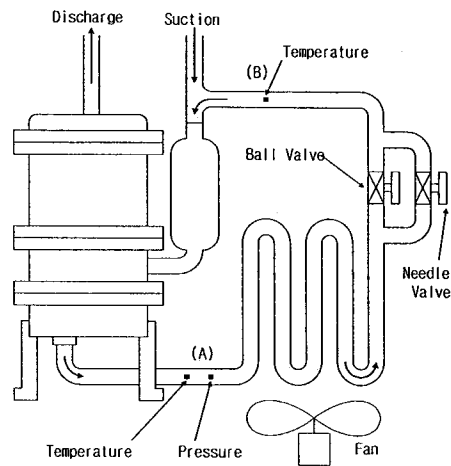 Discharge
Suction
Temperature
(B)
Ball Valve
Needle
Valve
(A)
Temperature
Pressure
Fan